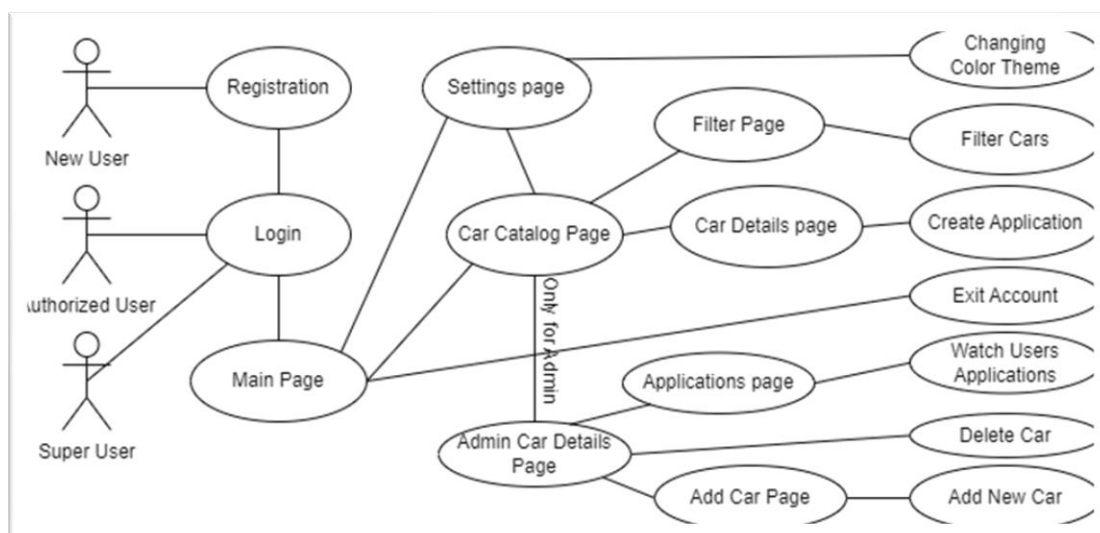 New User
Authorized User
Super User
Registration
Login
Main Page
Settings page
Car Catalog Page
Only for Admin
Admin Car Details
Page
Filter Page
Car Details page
Applications page
Add Car Page
Changing
Color Theme
Filter Cars
Create Application
Exit Account
Watch Users
Applications
Delete Car
Add New Car